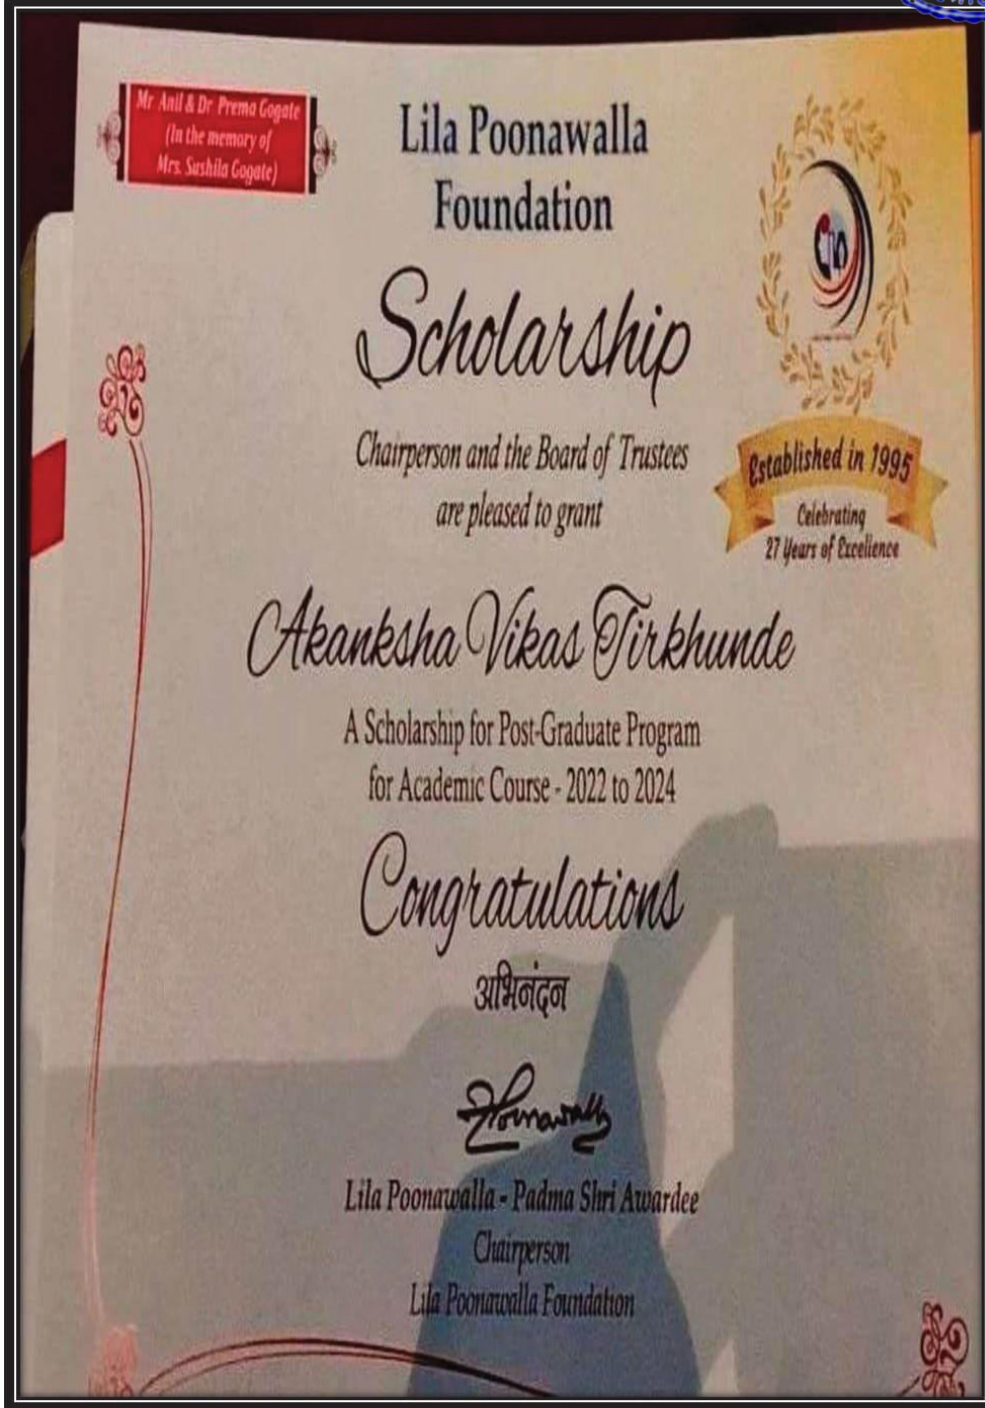 Mr Anil & Dr Prema Gogate
(In the memory of
Mrs. Sushila Gogate)
Lila Poonawalla
Foundation
Scholarship
Chairperson and the Board of Trustees
are pleased to grant
Established in 1995
Celebrating
27 Years of Excellence
Akanksha Vikas Tirkhunde
A Scholarship for Post-Graduate Program
for Academic Course - 2022 to 2024
Congratulations
अभिनंदन
Lila Poonawalla - Padma Shri Awardee
Chairperson
Lila Poonawalla Foundation